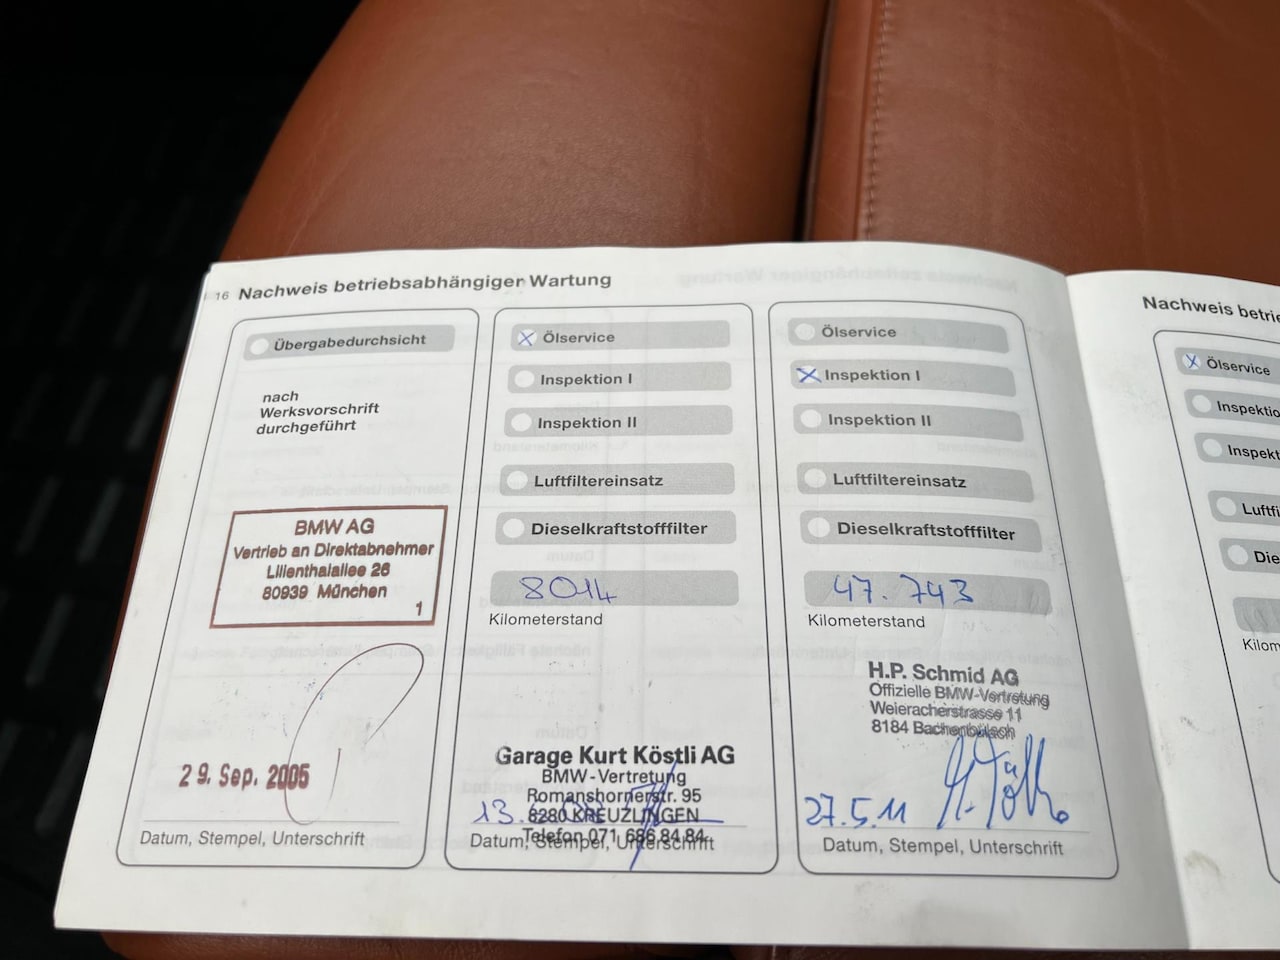 16 Nachweis betriebsabhängiger Wartung
Übergabedurchsicht
nach
Werksvorschrift
durchgeführt
BMW AG
Vertrieb an Direktabnehmer
Lilienthalallee 26
80939 München
1
29. Sep. 2005
Datum, Stempel, Unterschrift
Ölservice
Inspektion I
Inspektion II
Luftfiltereinsatz
Dieselkraftstofffilter
8014
Kilometerstand
Garage Kurt Köstli AG
BMW-Vertretung
Romanshornerstr. 95
8280 KREUZLINGEN
Telefon 071 686 84 84
13.
Datum, Stempel, Unterschrift
Ölservice
Inspektion I
Inspektion II
Luftfiltereinsatz
Dieselkraftstofffilter
47.743
Kilometerstand
H.P. Schmid AG
Offizielle BMW-Vertretung
Weieracherstrasse 11
8184 Bachenbülach
27.5.11
Datum, Stempel, Unterschrift
Nachweis betrie
Ölservice
Inspektio
Inspekt
Luftfi
Die
Kilom